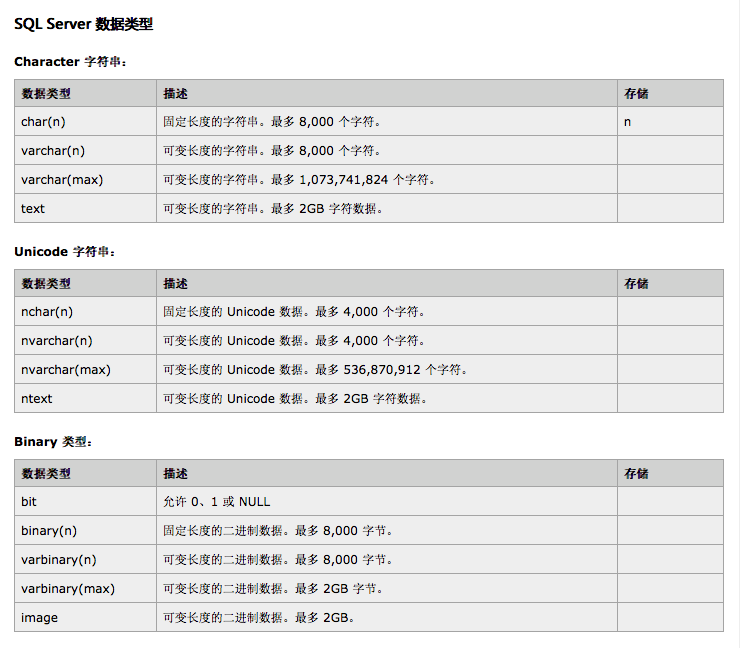 SQL Server 数据类型
Character 字符串：
数据类型 描述 存储
char(n) 固定长度的字符串。最多 8,000 个字符。 n
varchar(n) 可变长度的字符串。最多 8,000 个字符。
varchar(max) 可变长度的字符串。最多 1,073,741,824 个字符。
text 可变长度的字符串。最多 2GB 字符数据。
Unicode 字符串：
数据类型 描述 存储
nchar(n) 固定长度的 Unicode 数据。最多 4,000 个字符。
nvarchar(n) 可变长度的 Unicode 数据。最多 4,000 个字符。
nvarchar(max) 可变长度的 Unicode 数据。最多 536,870,912 个字符。
ntext 可变长度的 Unicode 数据。最多 2GB 字符数据。
Binary 类型：
数据类型 描述 存储
bit 允许 0、1 或 NULL
binary(n) 固定长度的二进制数据。最多 8,000 字节。
varbinary(n) 可变长度的二进制数据。最多 8,000 字节。
varbinary(max) 可变长度的二进制数据。最多 2GB 字节。
image 可变长度的二进制数据。最多 2GB。